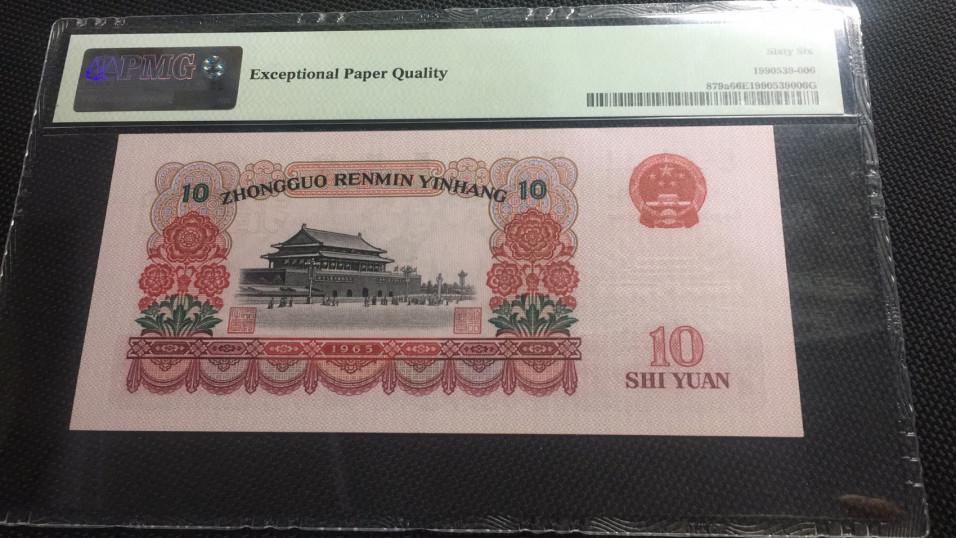 PMG
Exceptional Paper Quality
Sixty Six
1990539-006
879a66E1990539006G
10
ZHONGGUO RENMIN YINHANG
10
1965
10
SHI YUAN